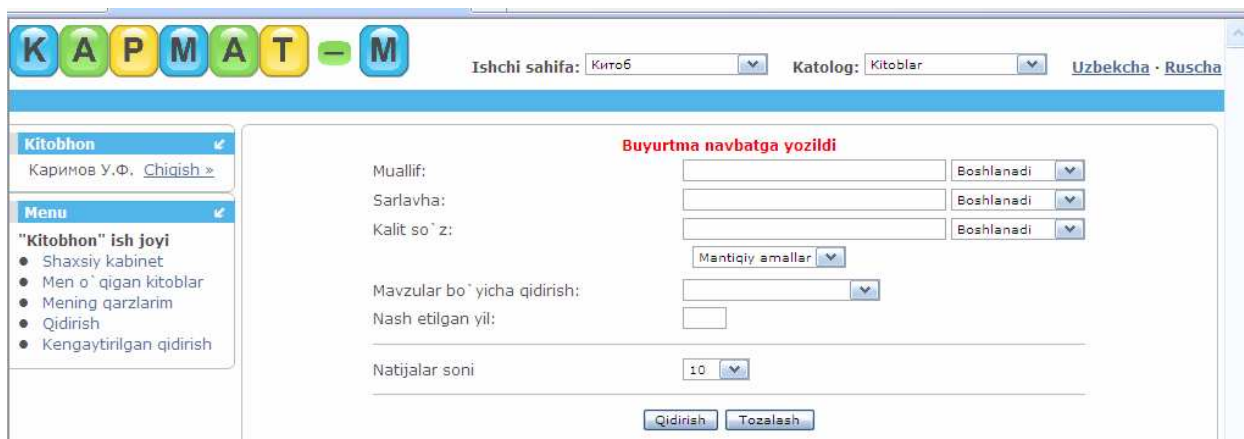 КАРМАТ-М
Ishchi sahifa: Китоб Katolog: Kitoblar Uzbekcha · Ruscha
Kitobhon
Каримов У.Ф. Chiqish »
Menu
"Kitobhon" ish joyi
Shaxsiy kabinet
Men o`qigan kitoblar
Mening qarzlarim
Qidirish
Kengaytirilgan qidirish
Buyurtma navbatga yozildi
Muallif: Boshlanadi
Sarlavha: Boshlanadi
Kalit so`z: Boshlanadi
Mantiqiy amallar
Mavzular bo`yicha qidirish:
Nash etilgan yil:
Natijalar soni 10
Qidirish Tozalash